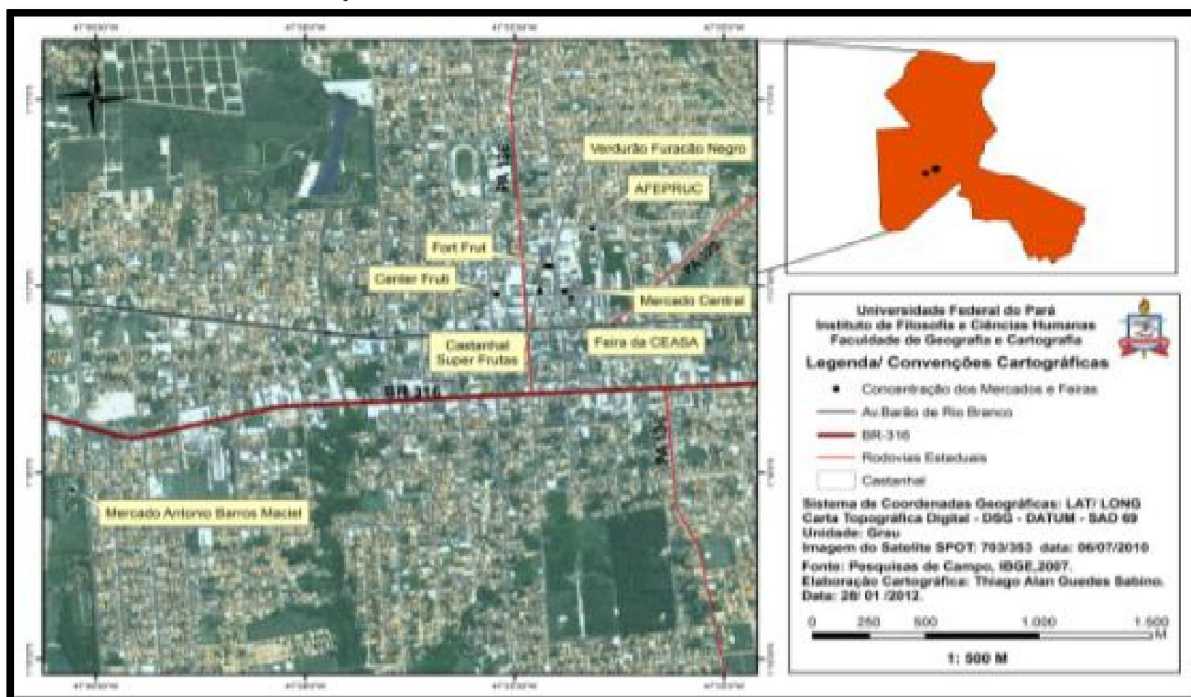 Verdurão Furacão Negro
AFEPRUC
Fort Frut
Center Fruti
Mercado Central
Castanhal
Super Frutas
Feira da CEASA
BR-316
Mercado Antonio Barros Maciel
Universidade Federal do Pará
Instituto de Filosofia e Ciências Humanas
Faculdade de Geografia e Cartografia
Legenda/ Convenções Cartográficas
Concentração dos Mercados e Feiras
Av.Barão de Rio Branco
BR-316
Rodovias Estaduais
Castanhal
Sistema de Coordenadas Geográficas: LAT/ LONG
Carta Topográfica Digital - DSG - DATUM - SAD 69
Unidade: Grau
Imagem do Satelite SPOT: 703/353 data: 06/07/2010
Fonte: Pesquisas de Campo, IBGE,2007.
Elaboração Cartográfica: Thiago Alan Guedes Sabino.
Data: 28/ 01 /2012.
0 250 500 1.000 1.500
M
1: 500 M